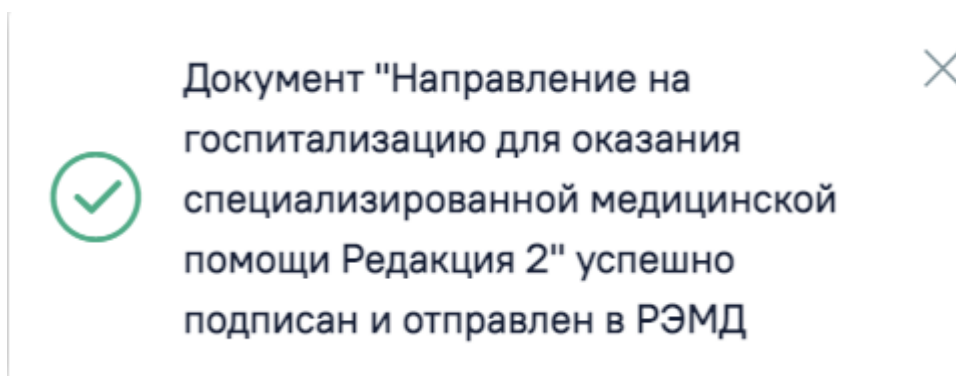 Документ "Направление на
госпитализацию для оказания
специализированной медицинской
помощи Редакция 2" успешно
подписан и отправлен в РЭМД